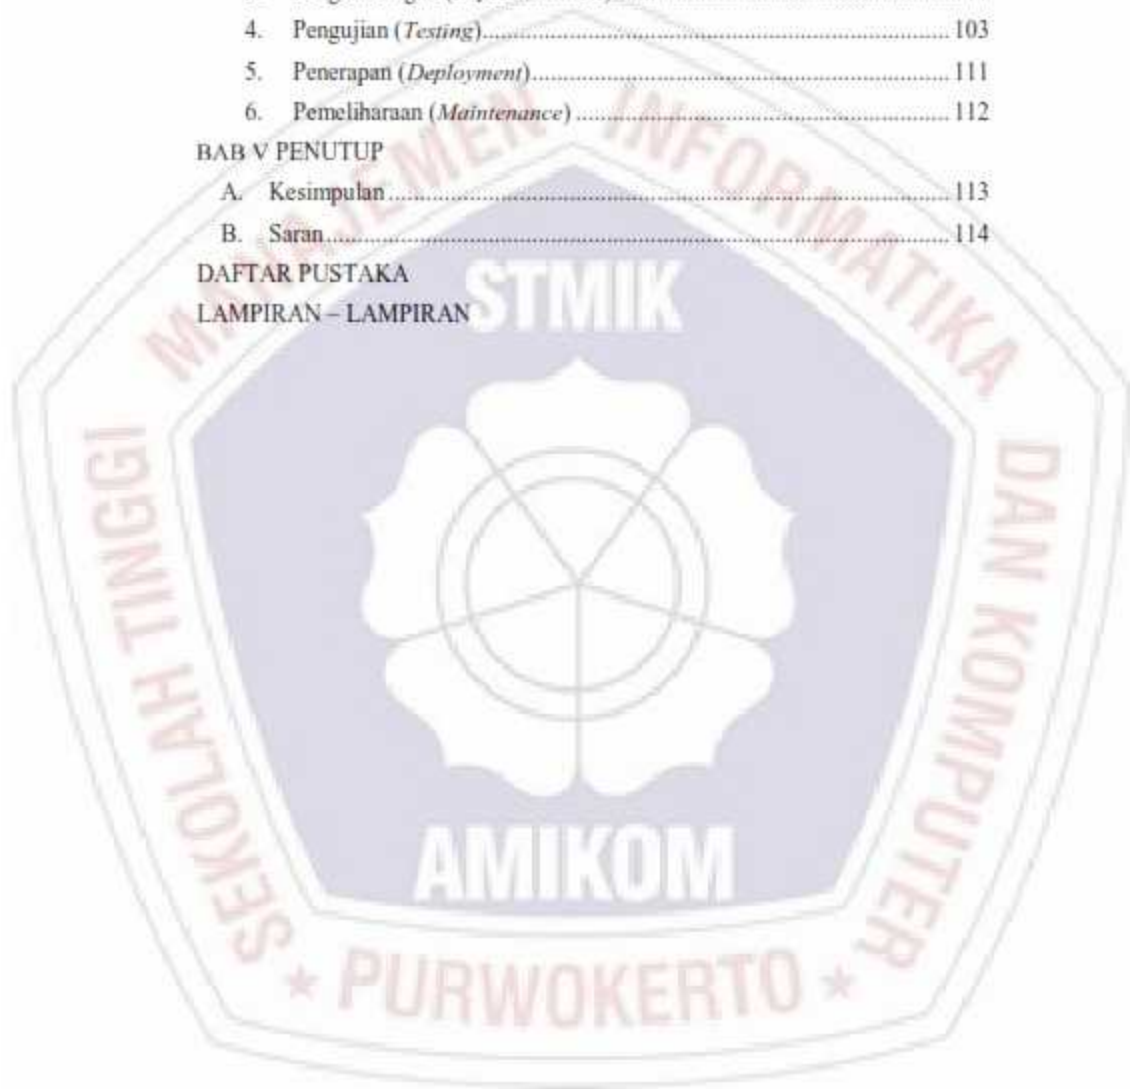 4. Pengujian (Testing)........................................ 103
5. Penerapan (Deployment)........................................ 111
6. Pemeliharaan (Maintenance)........................................ 112
BAB V PENUTUP
A. Kesimpulan........................................ 113
B. Saran........................................ 114
DAFTAR PUSTAKA
LAMPIRAN – LAMPIRAN
SEKOLAH TINGGI MANAJEMEN INFORMATIKA DAN KOMPUTER
STMIK
AMIKOM
* PURWOKERTO *